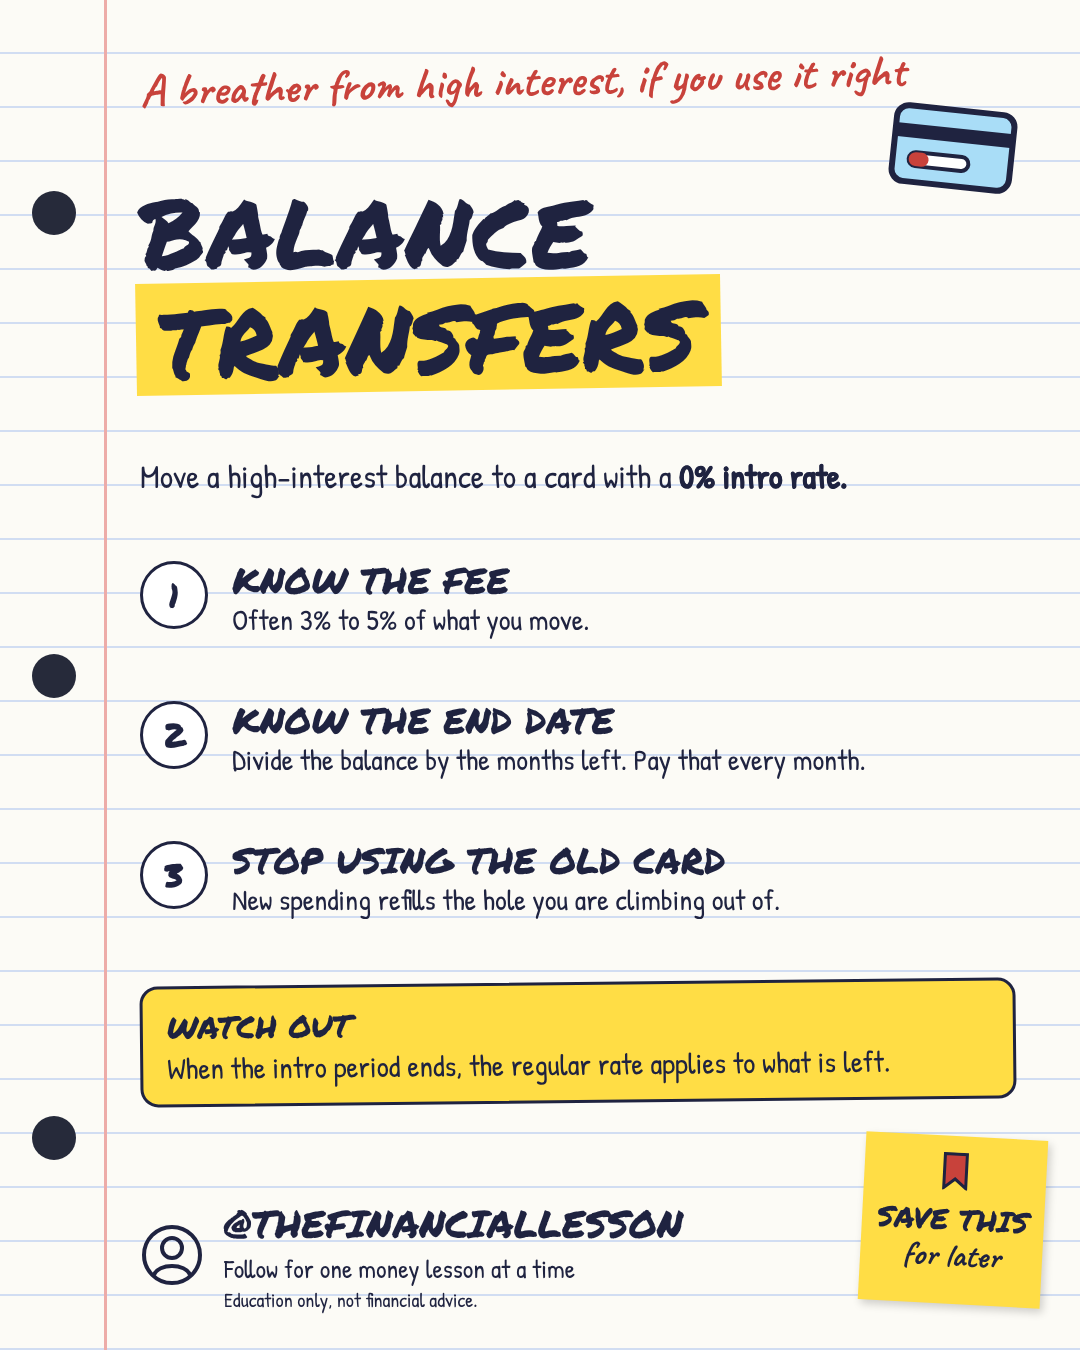 A breather from high interest, if you use it right
BALANCE
TRANSFERS
Move a high-interest balance to a card with a 0% intro rate.
1
KNOW THE FEE
Often 3% to 5% of what you move.
2
KNOW THE END DATE
Divide the balance by the months left. Pay that every month.
3
STOP USING THE OLD CARD
New spending refills the hole you are climbing out of.
WATCH OUT
When the intro period ends, the regular rate applies to what is left.
@THEFINANCIALLESSON
Follow for one money lesson at a time
Education only, not financial advice.
SAVE THIS
for later